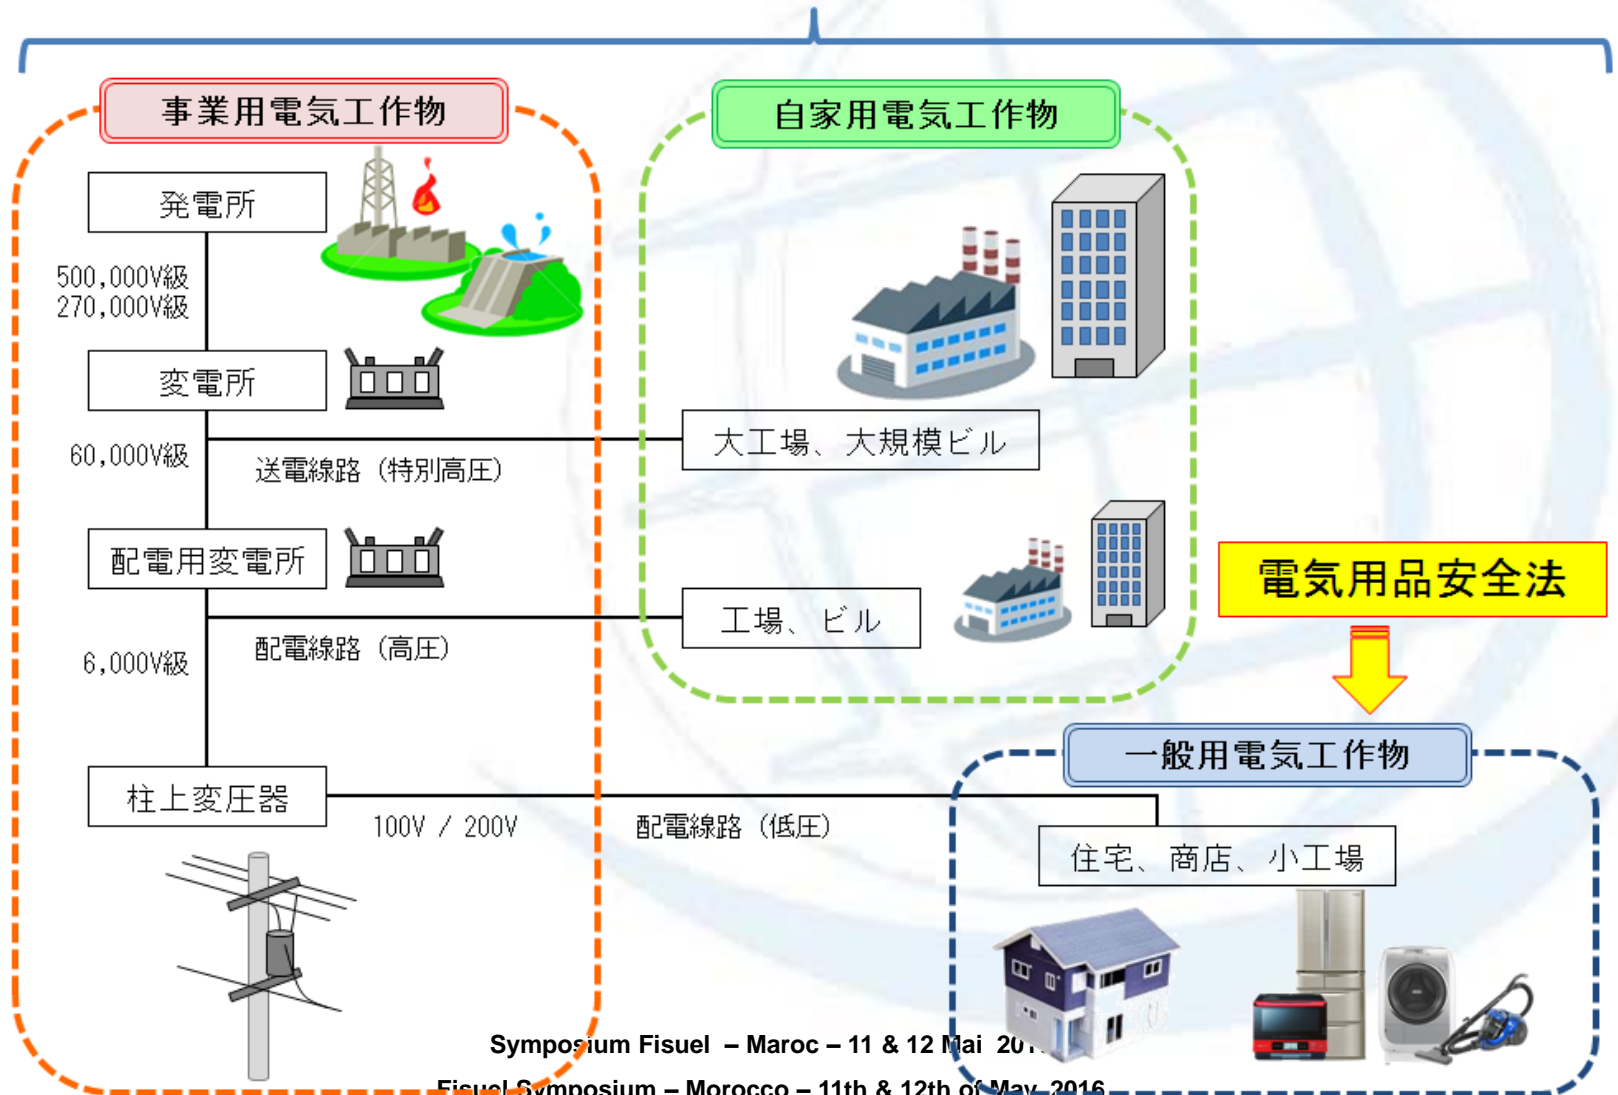 事業用電気工作物
自家用電気工作物
発電所
500,000V級
270,000V級
変電所
大工場、大規模ビル
60,000V級
送電線路（特別高圧）
配電用変電所
電気用品安全法
工場、ビル
配電線路（高圧）
6,000V級
一般用電気工作物
柱上変圧器
100V / 200V
配電線路（低圧）
住宅、商店、小工場
Symposium Fisuel – Maroc – 11 & 12 Mai 201
Fisuel Symposium – Morocco – 11th & 12th of May 2016